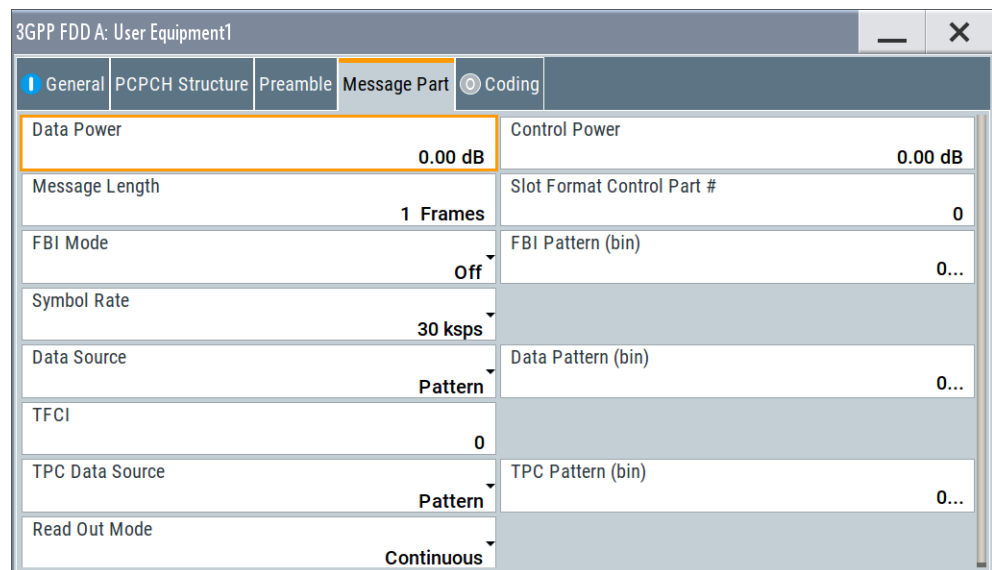 3GPP FDD A: User Equipment1
General PCPCH Structure Preamble Message Part Coding
Data Power
0.00 dB
Control Power
0.00 dB
Message Length
1 Frames
Slot Format Control Part #
0
FBI Mode
Off
FBI Pattern (bin)
0...
Symbol Rate
30 ksps
Data Source
Pattern
Data Pattern (bin)
0...
TFCI
0
TPC Data Source
Pattern
TPC Pattern (bin)
0...
Read Out Mode
Continuous